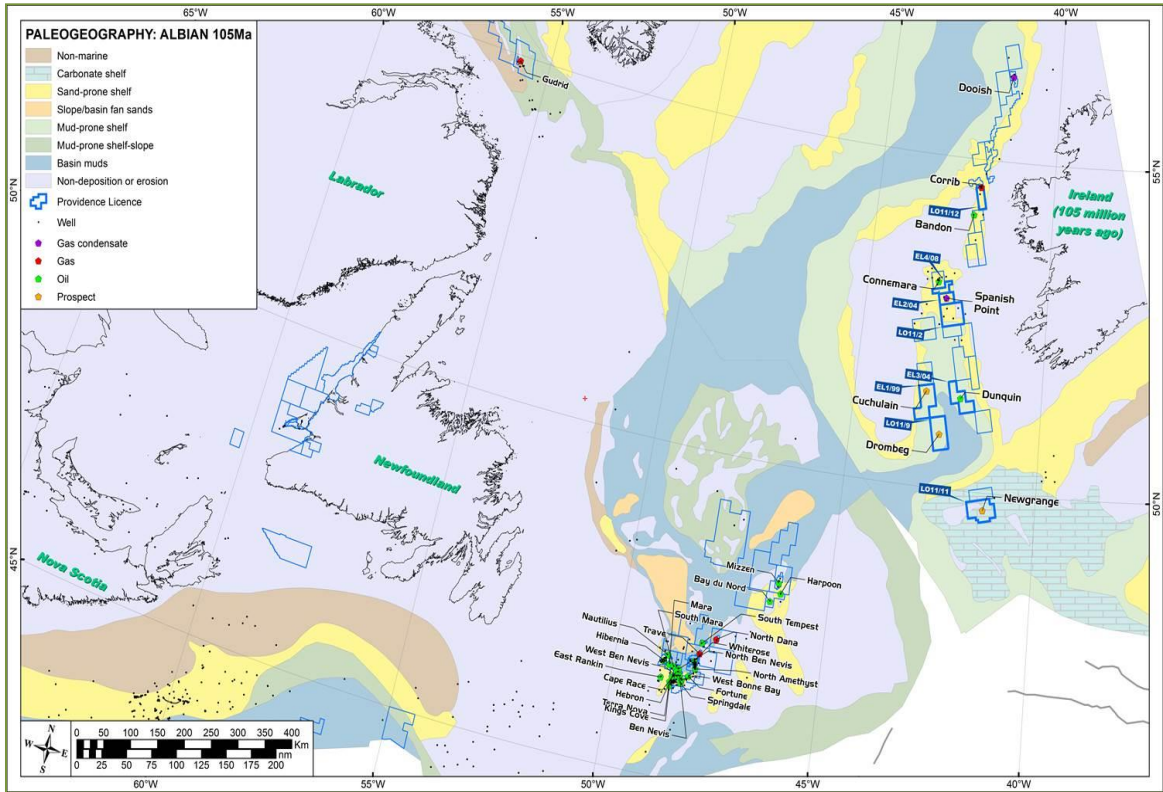 65°W
60°W
55°W
50°W
45°W
40°W
PALEOGEOGRAPHY: ALBIAN 105Ma
Non-marine
Carbonate shelf
Sand-prone shelf
Slope/basin fan sands
Mud-prone shelf
Mud-prone shelf-slope
Basin muds
Non-deposition or erosion
Providence Licence
Well
Gas condensate
Gas
Oil
Prospect
Gudrid
Dooish
50°N
Labrador
55°N
Corrib
LO11/12
Bandon
Ireland
(105 million
years ago)
EL4/08
Connemara
Spanish
Point
EL2/04
LO11/2
EL3/04
EL1/99
Dunquin
Cuchulain
LO11/9
Drombeg
Newfoundland
LO11/11
Newgrange
50°N
45°N
Nova Scotia
Mizzen
Harpoon
Bay du Nord
Mara
South Mara
South Tempest
Nautilius
Trave
North Dana
Hibernia
Whiterose
West Ben Nevis
North Ben Nevis
East Rankin
North Amethyst
Cape Race
West Bonne Bay
Hebron
Fortune
Terra Nova
Springdale
Kings Cove
Ben Nevis
45°N
N
W E
S
0 50 100 150 200 250 300 350 400
Km
nm
0 25 50 75 100 125 150 175 200
60°W
55°W
50°W
45°W
40°W